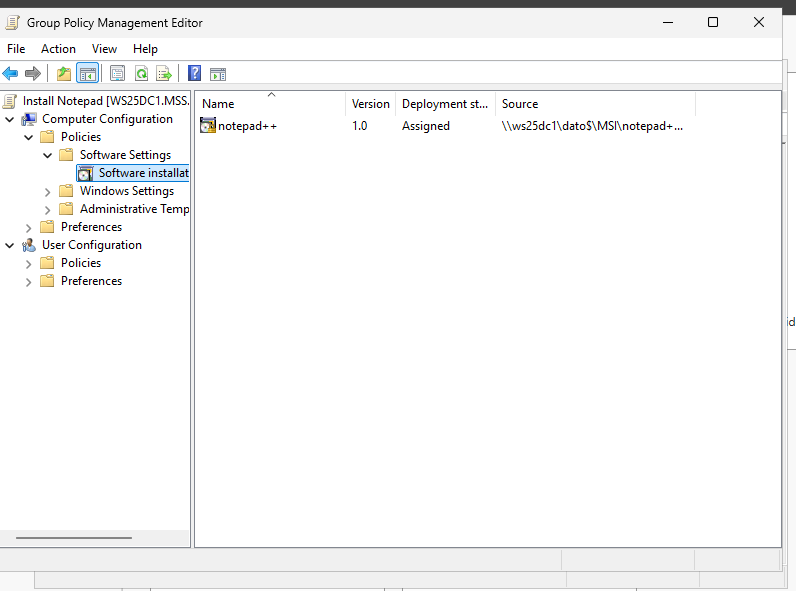 Group Policy Management Editor
File Action View Help
Install Notepad [WS25DC1.MSS.
Computer Configuration
Policies
Software Settings
Software installat
Windows Settings
Administrative Temp
Preferences
User Configuration
Policies
Preferences
Name Version Deployment st... Source
notepad++ 1.0 Assigned \\ws25dc1\dato$\MSI\notepad+...
id